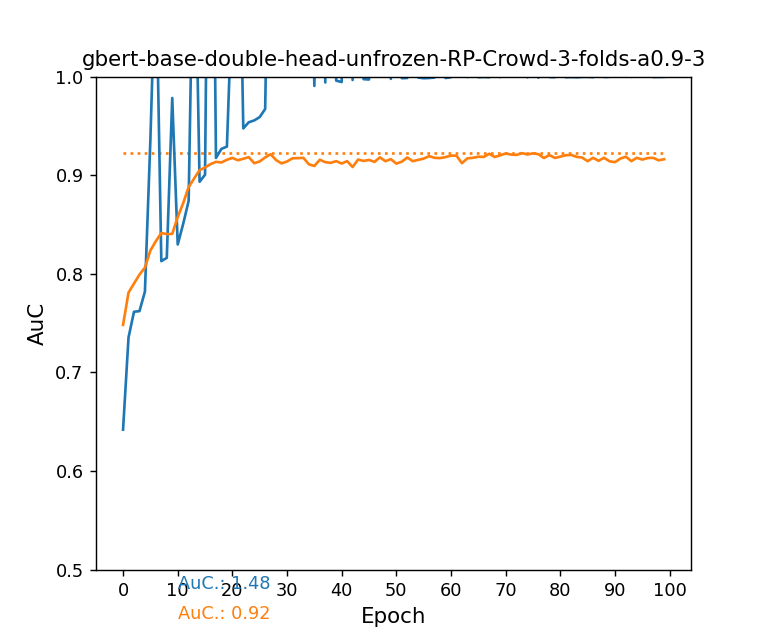 gbert-base-double-head-unfrozen-RP-Crowd-3-folds-a0.9-3
1.0
0.9
0.8
0.7
0.6
0.5
AuC
0 10 20 30 40 50 60 70 80 90 100
AuC.: 1.48
AuC.: 0.92
Epoch